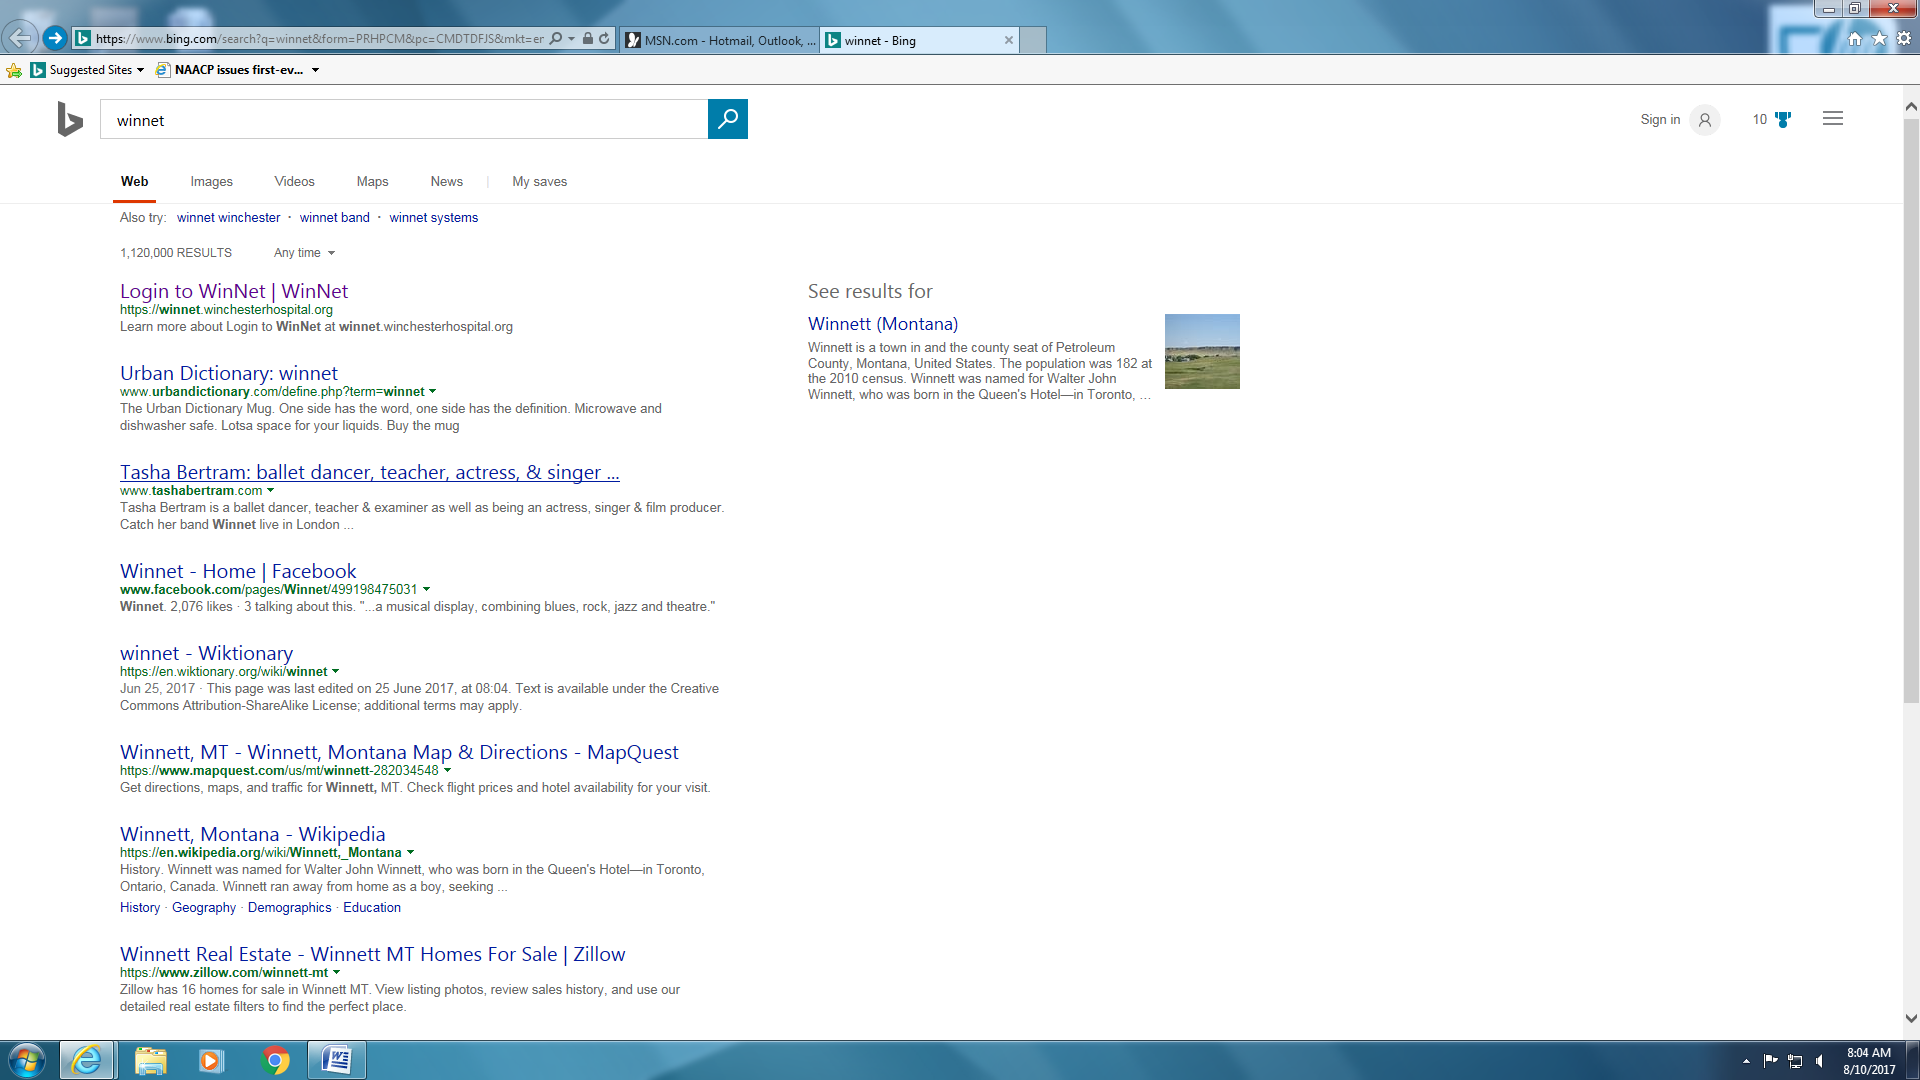 https://www.bing.com/search?q=winnet&form=PRHPCM&pc=CMDTDFJS&mkt=er
MSN.com - Hotmail, Outlook, ...
winnet - Bing
Suggested Sites
NAACP issues first-ev...
winnet
Sign in
10
Web
Images
Videos
Maps
News
My saves
Also try: winnet winchester · winnet band · winnet systems
1,120,000 RESULTS
Any time
Login to WinNet | WinNet
https://winnet.winchesterhospital.org
Learn more about Login to WinNet at winnet.winchesterhospital.org
Urban Dictionary: winnet
www.urbandictionary.com/define.php?term=winnet
The Urban Dictionary Mug. One side has the word, one side has the definition. Microwave and
dishwasher safe. Lotsa space for your liquids. Buy the mug
Tasha Bertram: ballet dancer, teacher, actress, & singer ...
www.tashabertram.com
Tasha Bertram is a ballet dancer, teacher & examiner as well as being an actress, singer & film producer.
Catch her band Winnet live in London ...
Winnet - Home | Facebook
www.facebook.com/pages/Winnet/499198475031
Winnet. 2,076 likes · 3 talking about this. "...a musical display, combining blues, rock, jazz and theatre."
winnet - Wiktionary
https://en.wiktionary.org/wiki/winnet
Jun 25, 2017 · This page was last edited on 25 June 2017, at 08:04. Text is available under the Creative
Commons Attribution-ShareAlike License; additional terms may apply.
Winnett, MT - Winnett, Montana Map & Directions - MapQuest
https://www.mapquest.com/us/mt/winnett-282034548
Get directions, maps, and traffic for Winnett, MT. Check flight prices and hotel availability for your visit.
Winnett, Montana - Wikipedia
https://en.wikipedia.org/wiki/Winnett,_Montana
History. Winnett was named for Walter John Winnett, who was born in the Queen's Hotel—in Toronto,
Ontario, Canada. Winnett ran away from home as a boy, seeking ...
History · Geography · Demographics · Education
Winnett Real Estate - Winnett MT Homes For Sale | Zillow
https://www.zillow.com/winnett-mt
Zillow has 16 homes for sale in Winnett MT. View listing photos, review sales history, and use our
detailed real estate filters to find the perfect place.
See results for
Winnett (Montana)
Winnett is a town in and the county seat of Petroleum
County, Montana, United States. The population was 182 at
the 2010 census. Winnett was named for Walter John
Winnett, who was born in the Queen's Hotel—in Toronto, ...
8:04 AM
8/10/2017